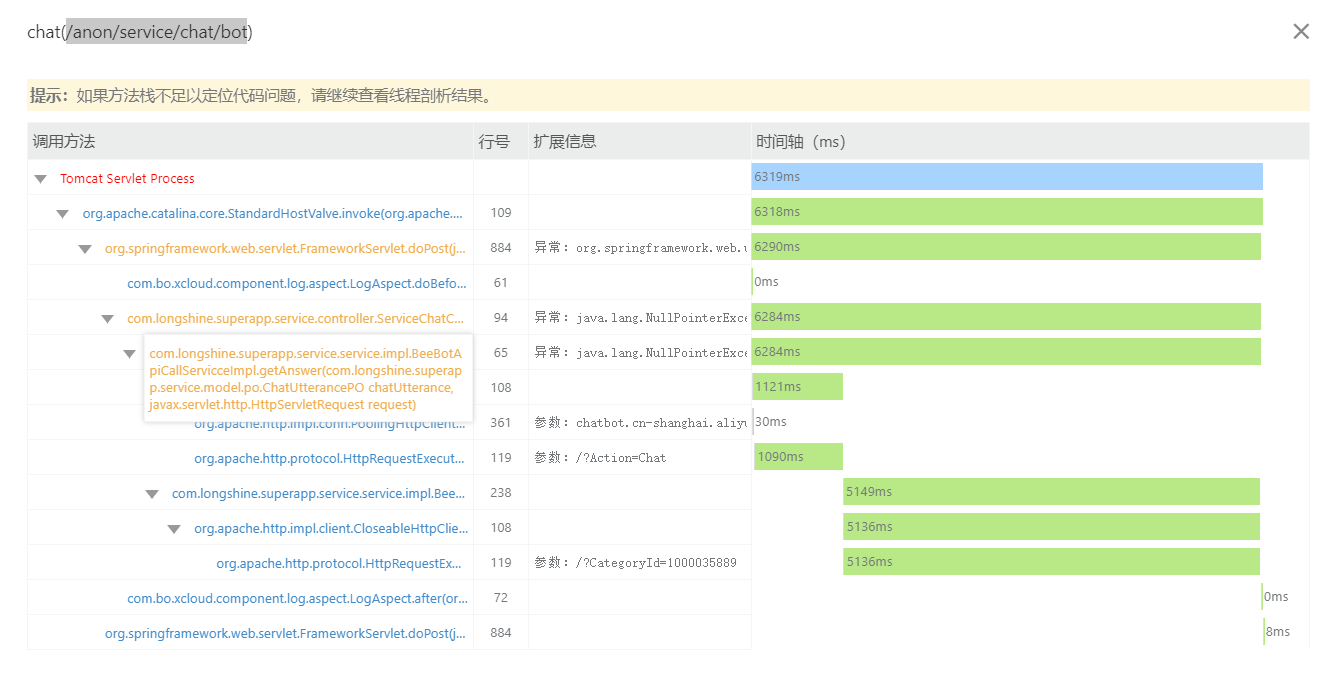 chat(/anon/service/chat/bot)
提示：如果方法栈不足以定位代码问题，请继续查看线程剖析结果。
调用方法 行号 扩展信息 时间轴（ms）
Tomcat Servlet Process 6319ms
org.apache.catalina.core.StandardHostValve.invoke(org.apache.... 109 6318ms
org.springframework.web.servlet.FrameworkServlet.doPost(j... 884 异常：org.springframework.web. 6290ms
com.bo.xcloud.component.log.aspect.LogAspect.doBefo... 61 0ms
com.longshine.superapp.service.controller.ServiceChatC... 94 异常：java.lang.NullPointerExce 6284ms
65 异常：java.lang.NullPointerExce 6284ms
com.longshine.superapp.service.service.impl.BeeBotA
piCallServicceImpl.getAnswer(com.longshine.superap
p.service.model.po.ChatUtterancePO chatUtterance,
javax.servlet.http.HttpServletRequest request)
108 1121ms
org.apache.http.impl.conn.PoolingHttpClient... 361 参数：chatbot.cn-shanghai.aliyu 30ms
org.apache.http.protocol.HttpRequestExecut... 119 参数：/?Action=Chat 1090ms
com.longshine.superapp.service.service.impl.Bee... 238 5149ms
org.apache.http.impl.client.CloseableHttpClie... 108 5136ms
org.apache.http.protocol.HttpRequestEx... 119 参数：/?CategoryId=1000035889 5136ms
com.bo.xcloud.component.log.aspect.LogAspect.after(or... 72 0ms
org.springframework.web.servlet.FrameworkServlet.doPost(j... 884 8ms